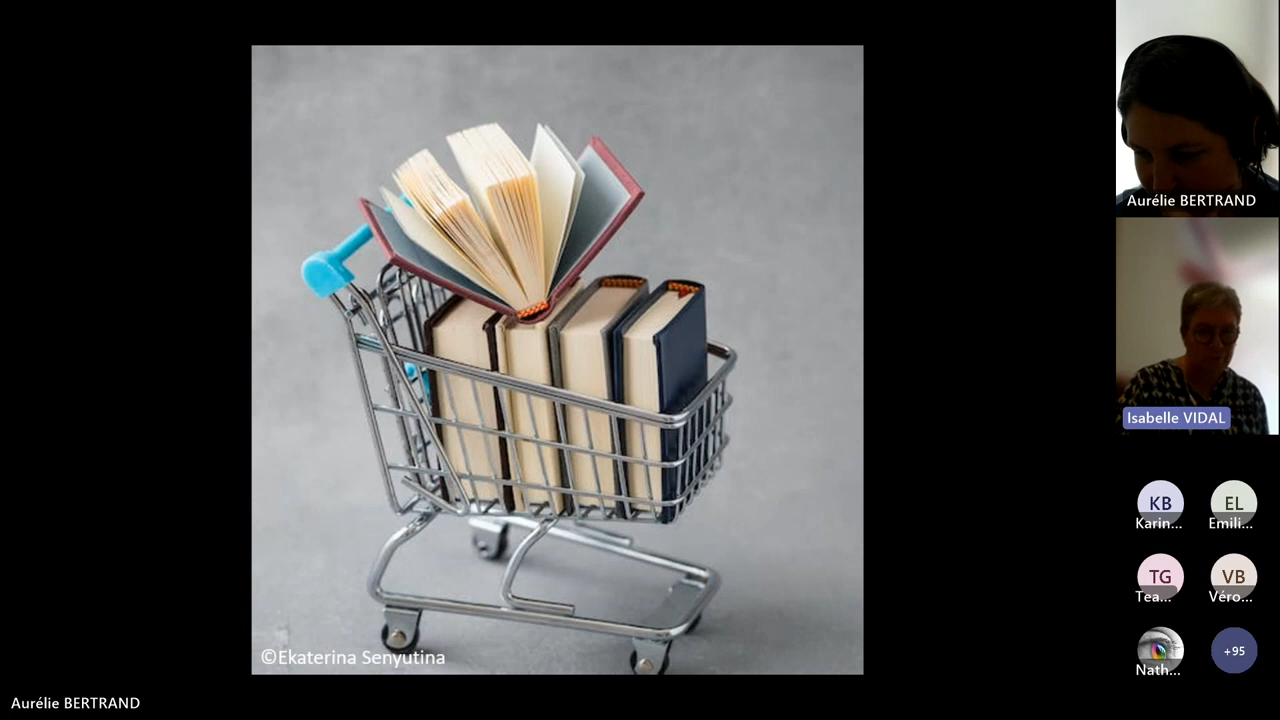 ©Ekaterina Senyutina
Aurélie BERTRAND
Aurélie BERTRAND
Isabelle VIDAL
KB
EL
Karin...
Emili...
TG
VB
Tea...
Véro...
+95
Nath...